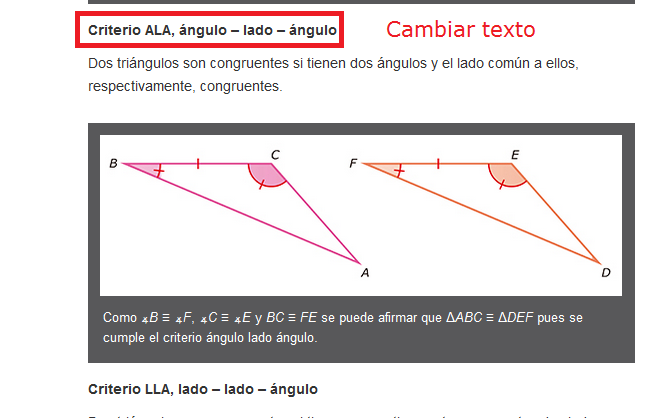 Criterio ALA, ángulo – lado – ángulo
Cambiar texto
Dos triángulos son congruentes si tienen dos ángulos y el lado común a ellos,
respectivamente, congruentes.
B C F E
A D
Como ∡B ≡ ∡F, ∡C ≡ ∡E y BC ≡ FE se puede afirmar que ΔABC ≡ ΔDEF pues se
cumple el criterio ángulo lado ángulo.
Criterio LLA, lado – lado – ángulo